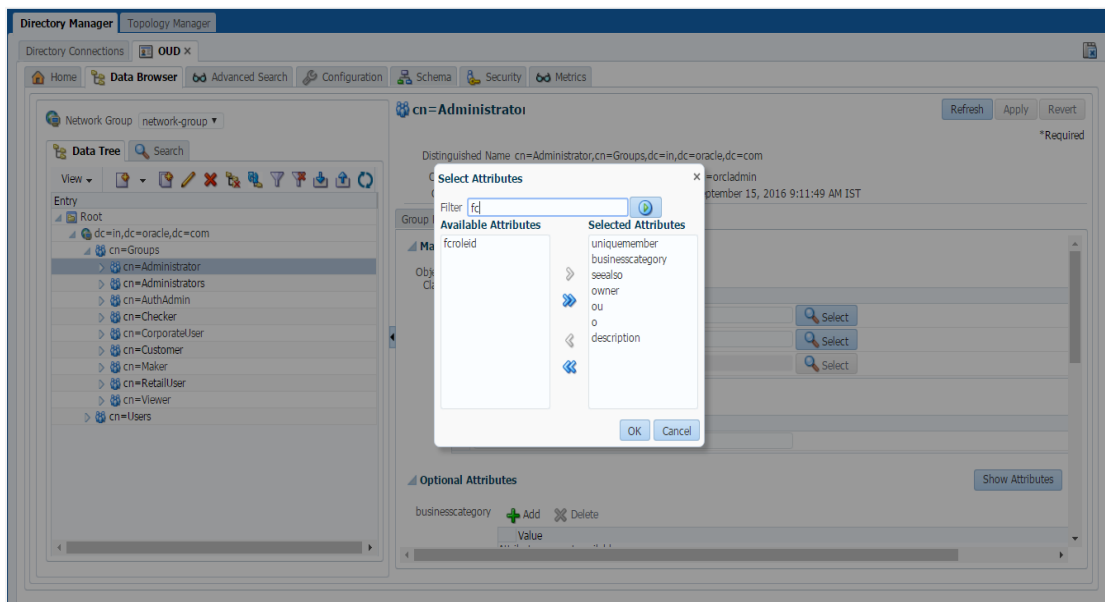 Directory Manager Topology Manager
Directory Connections OUD ×
Home Data Browser Advanced Search Configuration Schema Security Metrics
Network Group network-group
Data Tree Search
View
Entry
Root
dc=in,dc=oracle,dc=com
cn=Groups
cn=Administrator
cn=Administrators
cn=AuthAdmin
cn=Checker
cn=CorporateUser
cn=Customer
cn=Maker
cn=RetailUser
cn=Viewer
cn=Users
cn=Administrator
Refresh Apply Revert
*Required
Distinguished Name cn=Administrator,cn=Groups,dc=in,dc=oracle,dc=com
=orcladmin
ptember 15, 2016 9:11:49 AM IST
Group
Ma
Obje
Cla
Select Attributes ×
Filter fc
Available Attributes Selected Attributes
fcroleid
uniquemember
businesscategory
seealso
owner
ou
o
description
OK Cancel
Select
Select
Select
Optional Attributes Show Attributes
businesscategory Add Delete
Value